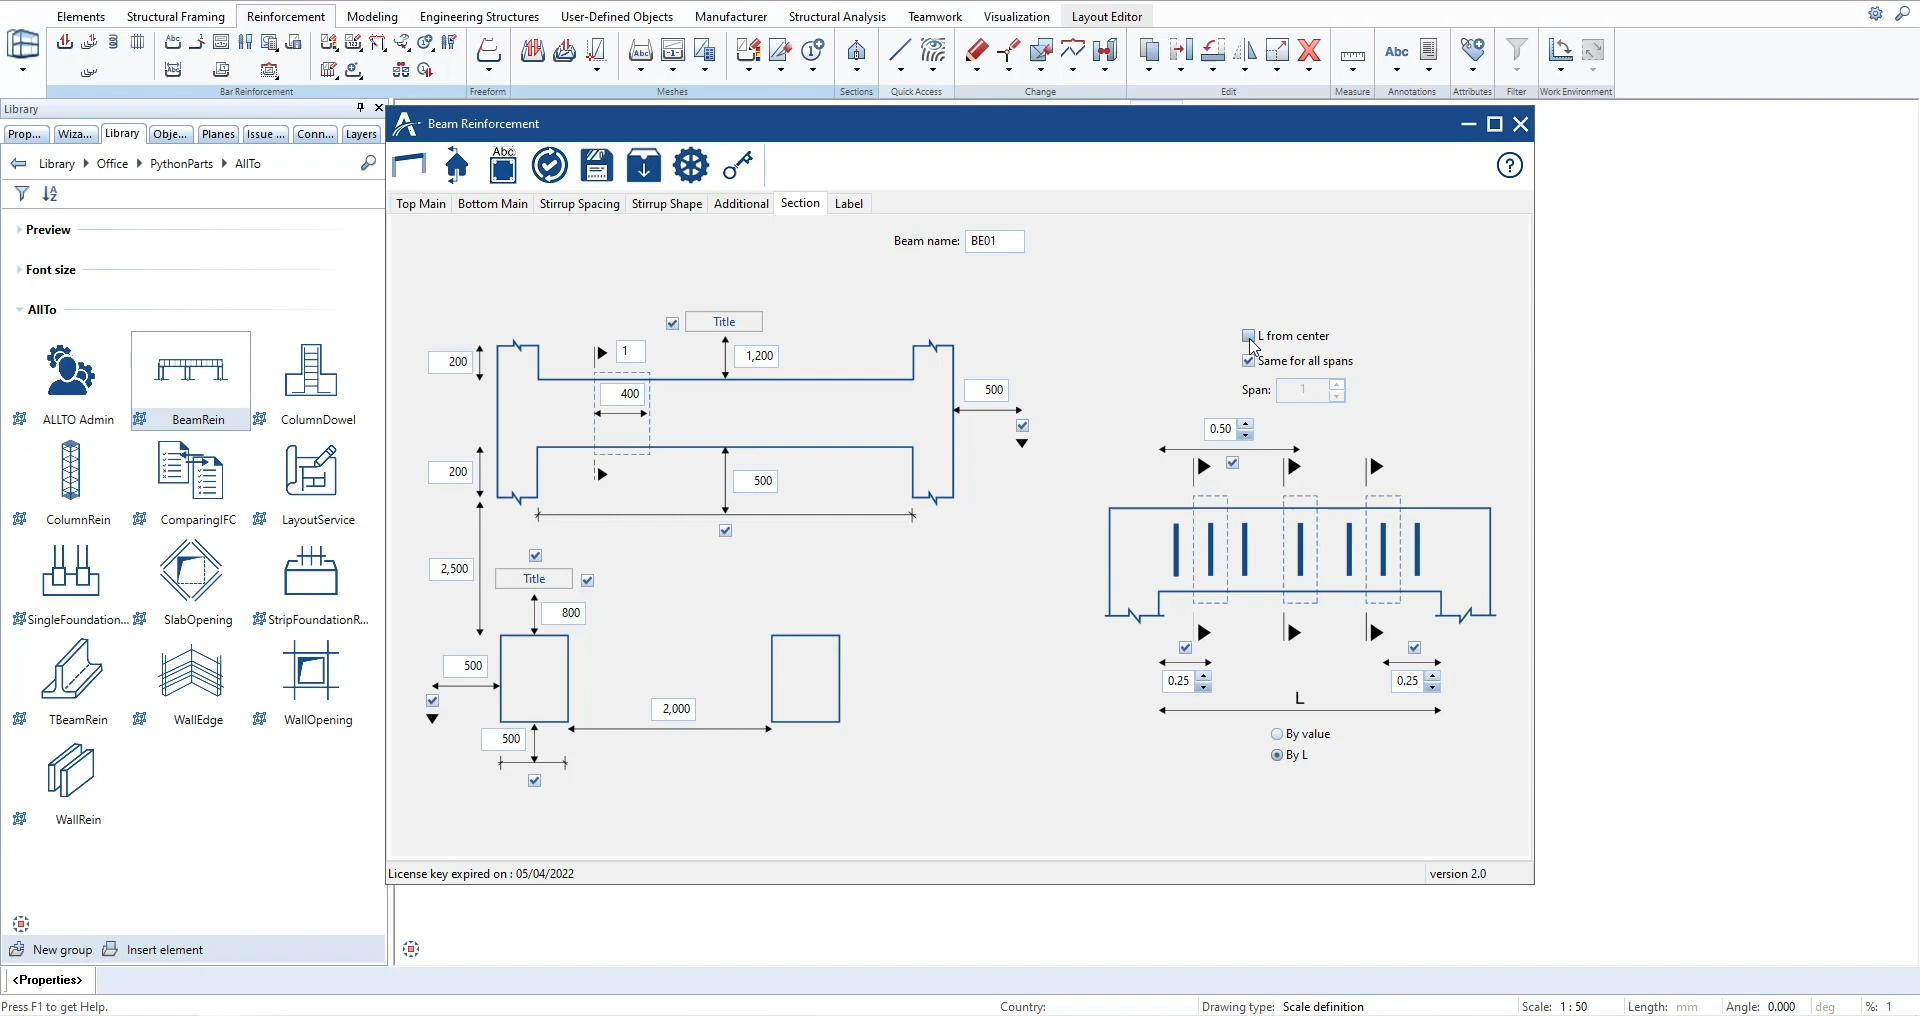 Elements Structural Framing Reinforcement Modeling Engineering Structures User-Defined Objects Manufacturer Structural Analysis Teamwork Visualization Layout Editor
Abc Abc Abc Abc
Bar Reinforcement Freeform Meshes Sections Quick Access Change Edit Measure Annotations Attributes Filter Work Environment
Library
Prop... Wiza... Library Obje... Planes Issue ... Conn... Layers
Library Office PythonParts AllTo
Preview
Font size
AllTo
ALLTO Admin BeamRein ColumnDowel
ColumnRein ComparingIFC LayoutService
SingleFoundation... SlabOpening StripFoundationR...
TBeamRein WallEdge WallOpening
WallRein
New group Insert element
<Properties>
Beam Reinforcement
Abc
Top Main Bottom Main Stirrup Spacing Stirrup Shape Additional Section Label
Beam name: BE01
Title
200 1 1,200
400 500
200 500
2,500
Title
800
500
2,000
500
L from center
Same for all spans
Span: 1
0.50
0.25 0.25
L
By value
By L
License key expired on : 05/04/2022 version 2.0
Press F1 to get Help. Country: Drawing type: Scale definition Scale: 1 : 50 Length: mm Angle: 0.000 deg %: 1